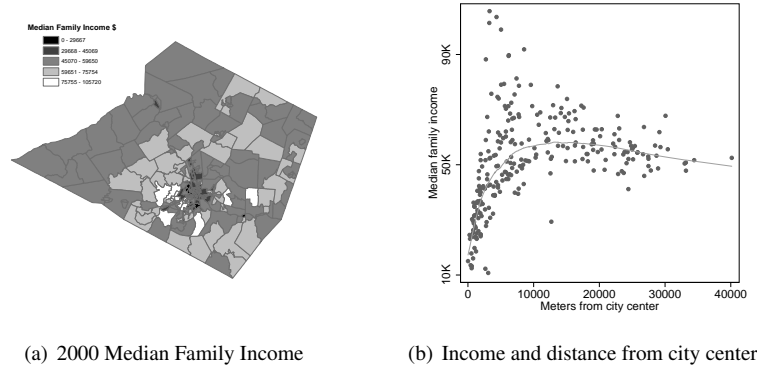 Median Family Income $
0 - 29667
29668 - 45069
45070 - 59650
59651 - 75754
75755 - 105720
(a) 2000 Median Family Income
Median family income
90K
50K
10K
0 10000 20000 30000 40000
Meters from city center
(b) Income and distance from city center